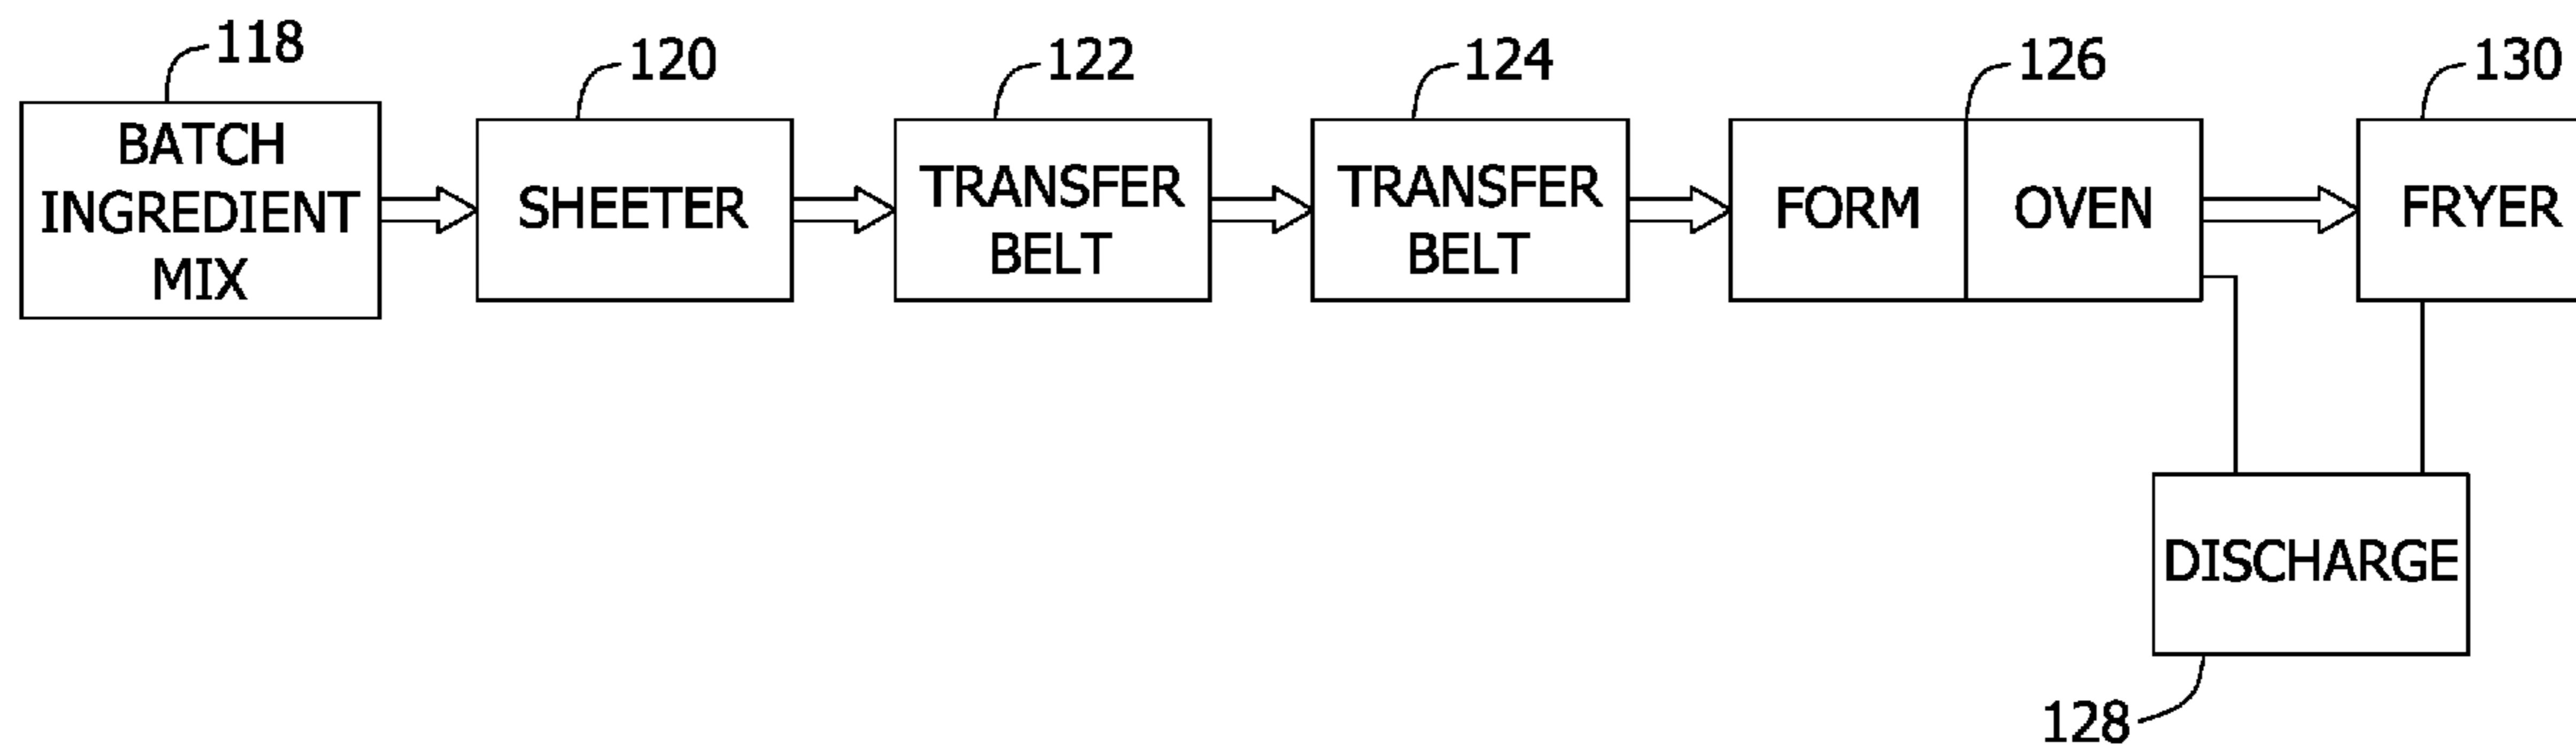 118
120
122
124
126
130
BATCH
INGREDIENT
MIX
SHEETER
TRANSFER
BELT
TRANSFER
BELT
FORM
OVEN
FRYER
DISCHARGE
128